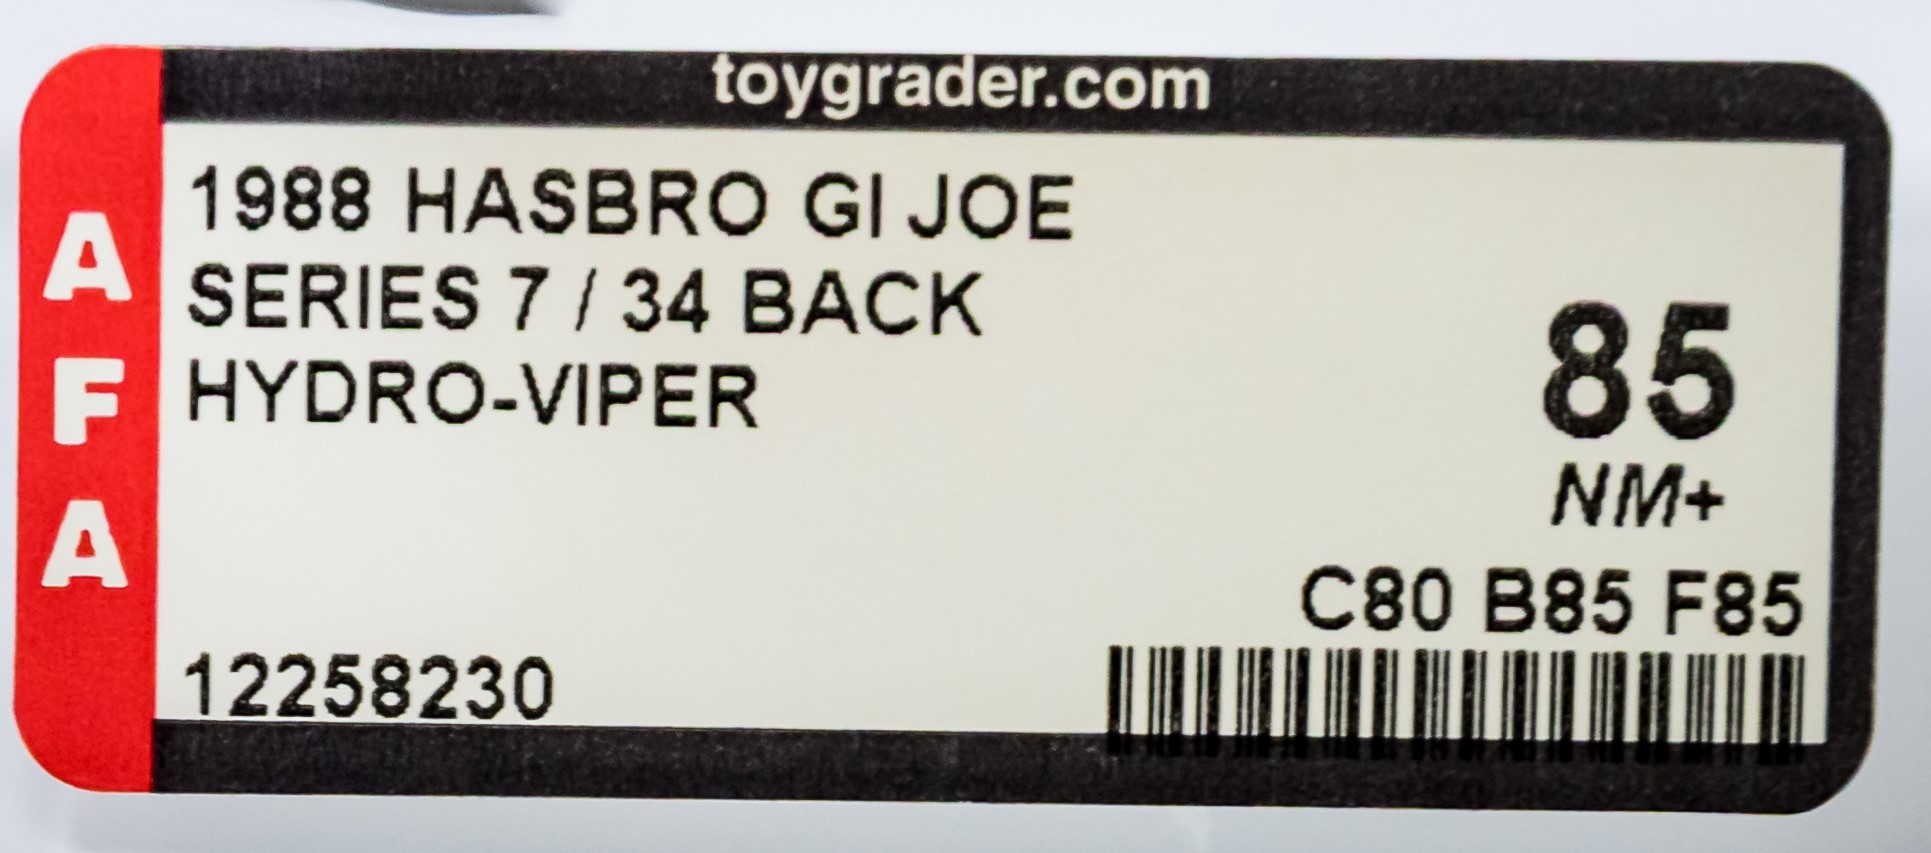 toygrader.com
AFA
1988 HASBRO GI JOE
SERIES 7 / 34 BACK
HYDRO-VIPER
85
NM+
C80 B85 F85
12258230